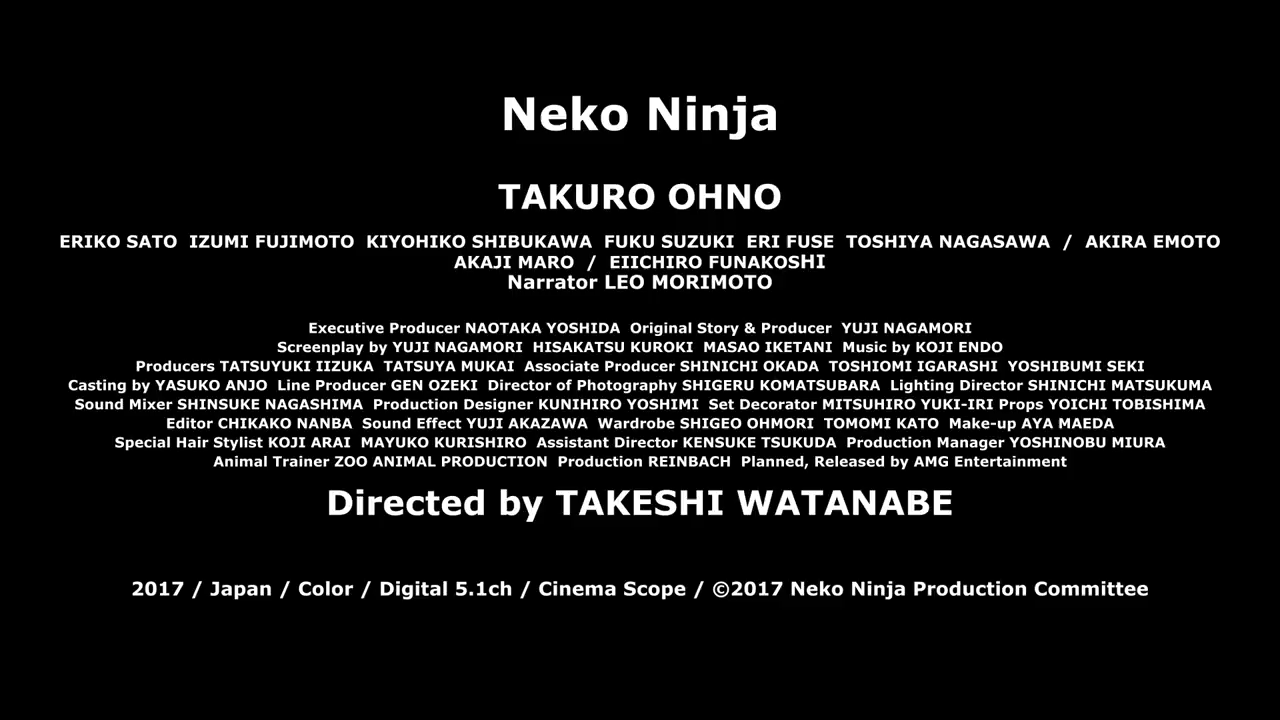 Neko Ninja
TAKURO OHNO
ERIKO SATO IZUMI FUJIMOTO KIYOHIKO SHIBUKAWA FUKU SUZUKI ERI FUSE TOSHIYA NAGASAWA / AKIRA EMOTO
AKAJI MARO / EIICHIRO FUNAKOSHI
Narrator LEO MORIMOTO
Executive Producer NAOTAKA YOSHIDA Original Story & Producer YUJI NAGAMORI
Screenplay by YUJI NAGAMORI HISAKATSU KUROKI MASAO IKETANI Music by KOJI ENDO
Producers TATSUYUKI IIZUKA TATSUYA MUKAI Associate Producer SHINICHI OKADA TOSHIOMI IGARASHI YOSHIBUMI SEKI
Casting by YASUKO ANJO Line Producer GEN OZEKI Director of Photography SHIGERU KOMATSUBARA Lighting Director SHINICHI MATSUKUMA
Sound Mixer SHINSUKE NAGASHIMA Production Designer KUNIHIRO YOSHIMI Set Decorator MITSUHIRO YUKI-IRI Props YOICHI TOBISHIMA
Editor CHIKAKO NANBA Sound Effect YUJI AKAZAWA Wardrobe SHIGEO OHMORI TOMOMI KATO Make-up AYA MAEDA
Special Hair Stylist KOJI ARAI MAYUKO KURISHIRO Assistant Director KENSUKE TSUKUDA Production Manager YOSHINOBU MIURA
Animal Trainer ZOO ANIMAL PRODUCTION Production REINBACH Planned, Released by AMG Entertainment
Directed by TAKESHI WATANABE
2017 / Japan / Color / Digital 5.1ch / Cinema Scope / ©2017 Neko Ninja Production Committee